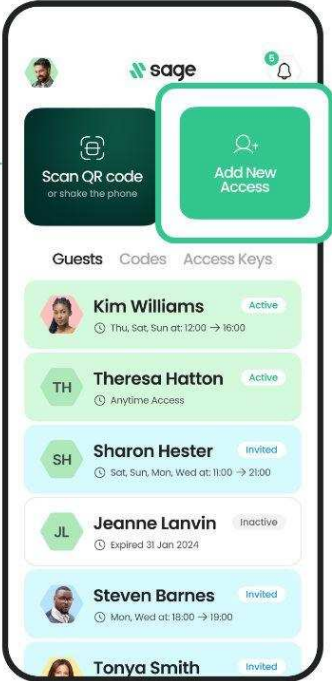 sage
5
Scan QR code
or shake the phone
Add New
Access
Guests Codes Access Keys
Kim Williams Active
Thu, Sat, Sun at: 12:00 → 16:00
TH Theresa Hatton Active
Anytime Access
SH Sharon Hester Invited
Sat, Sun, Mon, Wed at: 11:00 → 21:00
JL Jeanne Lanvin Inactive
Expired 31 Jan 2024
Steven Barnes Invited
Mon, Wed at: 18:00 → 19:00
Tonya Smith Invited